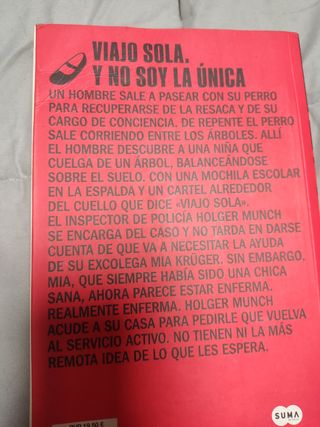 VIAJO SOLA.
Y NO SOY LA ÚNICA
UN HOMBRE SALE A PASEAR CON SU PERRO
PARA RECUPERARSE DE LA RESACA Y DE SU
CARGO DE CONCIENCIA. DE REPENTE EL PERRO
SALE CORRIENDO ENTRE LOS ÁRBOLES. ALLÍ
EL HOMBRE DESCUBRE A UNA NIÑA QUE
CUELGA DE UN ÁRBOL, BALANCEÁNDOSE
SOBRE EL SUELO. CON UNA MOCHILA ESCOLAR
EN LA ESPALDA Y UN CARTEL ALREDEDOR
DEL CUELLO QUE DICE «VIAJO SOLA».
EL INSPECTOR DE POLICÍA HOLGER MUNCH
SE ENCARGA DEL CASO Y NO TARDA EN DARSE
CUENTA DE QUE VA A NECESITAR LA AYUDA
DE SU EXCOLEGA MIA KRÜGER. SIN EMBARGO,
MIA, QUE SIEMPRE HABÍA SIDO UNA CHICA
SANA, AHORA PARECE ESTAR ENFERMA.
REALMENTE ENFERMA. HOLGER MUNCH
ACUDE A SU CASA PARA PEDIRLE QUE VUELVA
AL SERVICIO ACTIVO. NO TIENEN NI LA MÁS
REMOTA IDEA DE LO QUE LES ESPERA.
SUMA